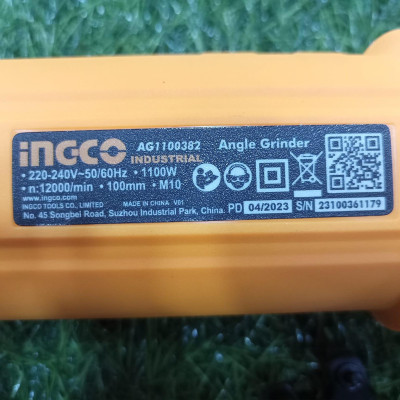 INGCO INDUSTRIAL AG1100382 Angle Grinder
• 220-240V~50/60Hz • 1100W
• n:12000/min • 100mm • M10
www.ingco.com
INGCO TOOLS CO., LIMITED MADE IN CHINA V01
No. 45 Songbei Road, Suzhou Industrial Park, China. PD 04/2023 S/N 23100361179